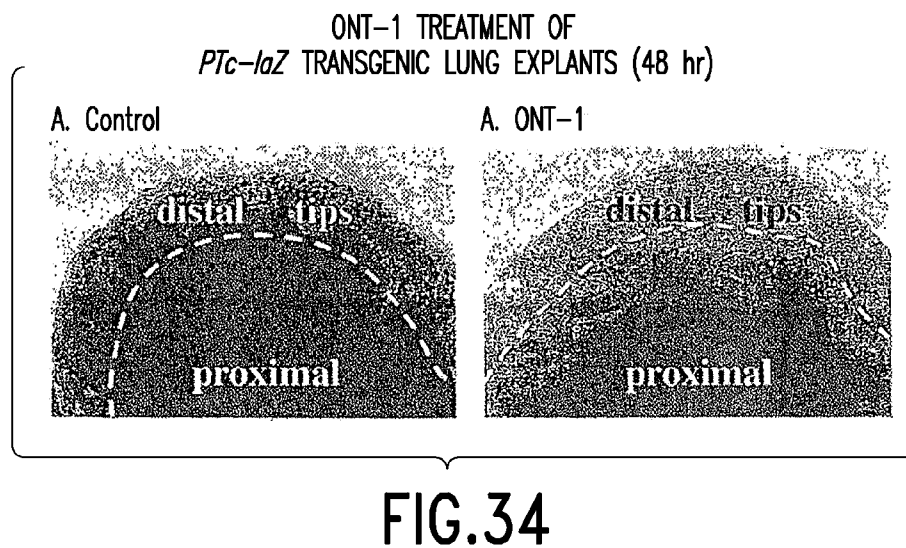 ONT-1 TREATMENT OF
PTc-laZ TRANSGENIC LUNG EXPLANTS (48 hr)
A. Control
A. ONT-1
distal tips
proximal
distal tips
proximal
FIG.34